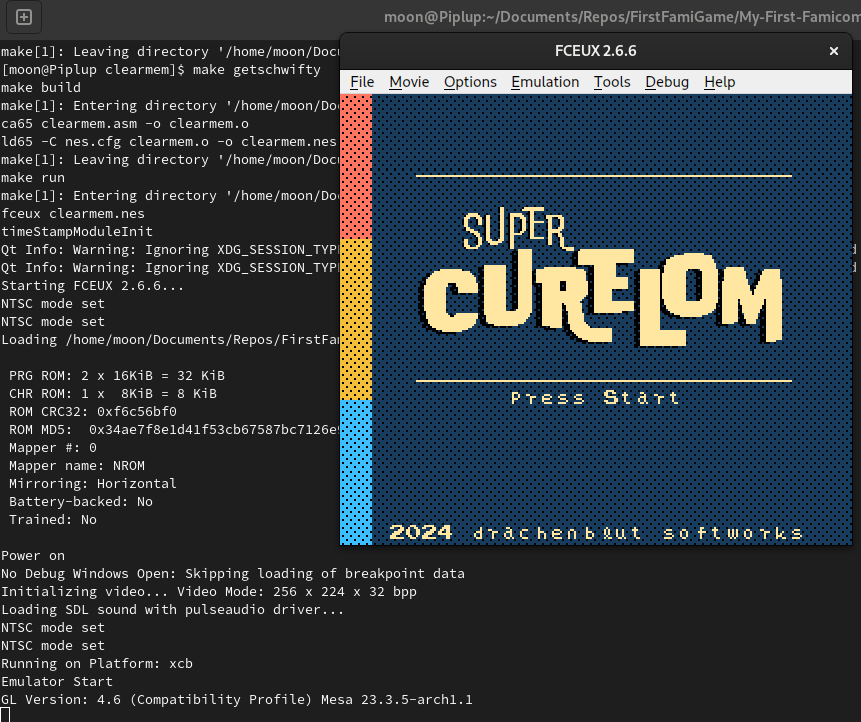 moon@Piplup:~/Documents/Repos/FirstFamiGame/My-First-Famicom
make[1]: Leaving directory '/home/moon/Docu
[moon@Piplup clearmem]$ make getschwifty
make build
make[1]: Entering directory '/home/moon/Do
ca65 clearmem.asm -o clearmem.o
ld65 -C nes.cfg clearmem.o -o clearmem.nes
make[1]: Leaving directory '/home/moon/Docu
make run
make[1]: Entering directory '/home/moon/Do
fceux clearmem.nes
timeStampModuleInit
Qt Info: Warning: Ignoring XDG_SESSION_TYP
Qt Info: Warning: Ignoring XDG_SESSION_TYP
Starting FCEUX 2.6.6...
NTSC mode set
NTSC mode set
Loading /home/moon/Documents/Repos/FirstFam
PRG ROM: 2 x 16KiB = 32 KiB
CHR ROM: 1 x  8KiB = 8 KiB
ROM CRC32: 0xf6c56bf0
ROM MD5:  0x34ae7f8e1d41f53cb67587bc7126e
Mapper #: 0
Mapper name: NROM
Mirroring: Horizontal
Battery-backed: No
Trained: No
Power on
No Debug Windows Open: Skipping loading of breakpoint data
Initializing video... Video Mode: 256 x 224 x 32 bpp
Loading SDL sound with pulseaudio driver...
NTSC mode set
NTSC mode set
Running on Platform: xcb
Emulator Start
GL Version: 4.6 (Compatibility Profile) Mesa 23.3.5-arch1.1
FCEUX 2.6.6
File Movie Options Emulation Tools Debug Help
SUPER
CURELOM
Press Start
2024 drachenblut softworks